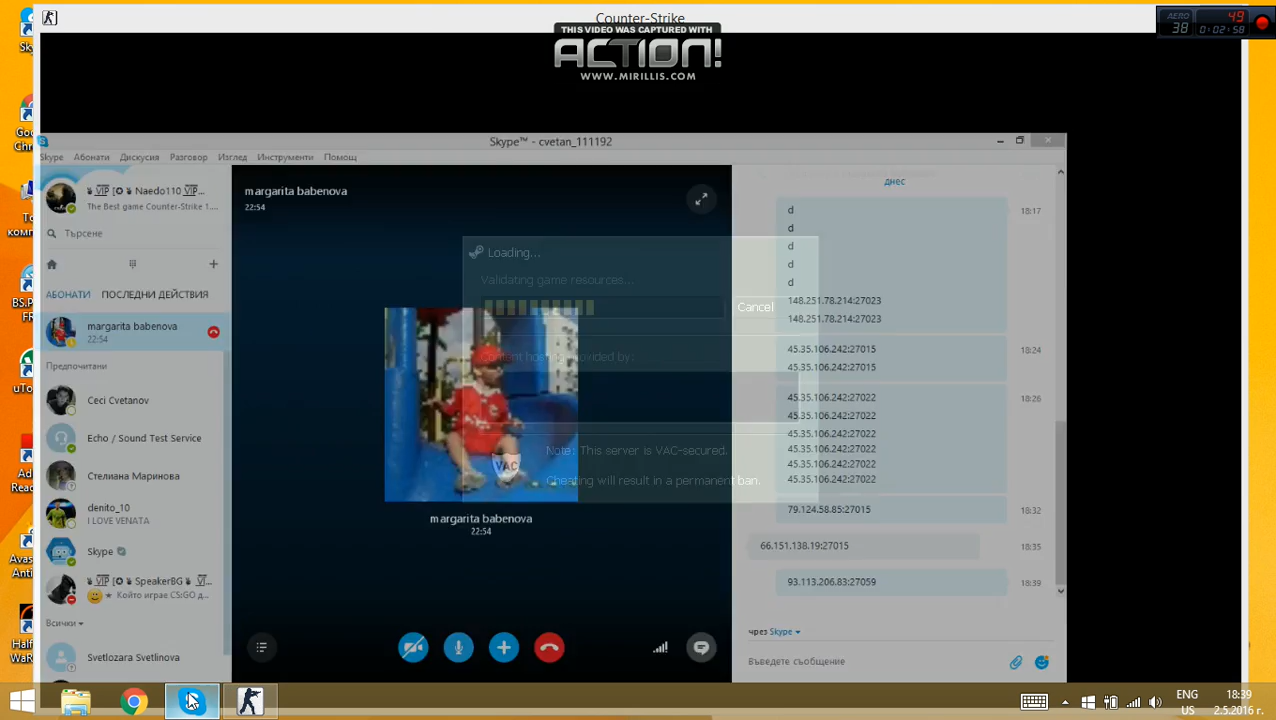 Counter-Strike
THIS VIDEO WAS CAPTURED WITH
ACTION!
WWW.MIRILLIS.COM
AERO
38
49
0:02:58
Skype™ - cvetan_111192
Skype Абонати Дискусия Разговор Изглед Инструменти Помощ
VIP Naedo110 VIP...
The Best game Counter-Strike 1....
Търсене
АБОНАТИ ПОСЛЕДНИ ДЕЙСТВИЯ
margarita babenova
22:54
Предпочитани
Ceci Cvetanov
Echo / Sound Test Service
Стелиана Маринова
denito_10
I LOVE VENATA
Skype
VIP SpeakerBG
Който играе CS:GO д...
Всички
Svetlozara Svetlinova
margarita babenova
22:54
Loading...
Validating game resources...
Cancel
Content hosting provided by:
VAC
Note: This server is VAC-secured.
Cheating will result in a permanent ban.
margarita babenova
22:54
днес
d 18:17
d
d
d
d
148.251.78.214:27023
148.251.78.214:27023
45.35.106.242:27015 18:24
45.35.106.242:27015
45.35.106.242:27022 18:26
45.35.106.242:27022
45.35.106.242:27022
45.35.106.242:27022
45.35.106.242:27022
45.35.106.242:27022
79.124.58.85:27015 18:32
66.151.138.19:27015 18:35
93.113.206.83:27059 18:39
чрез Skype
Въведете съобщение
ENG
US
18:39
2.5.2016 г.